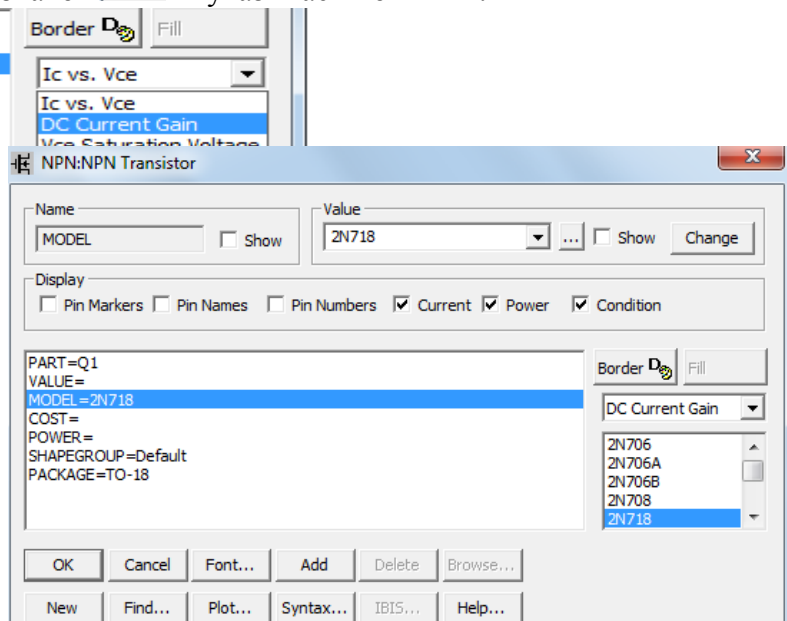 Border
Fill
Ic vs. Vce
Ic vs. Vce
DC Current Gain
Vce Saturation Voltage
NPN:NPN Transistor
Name
MODEL
Show
Value
2N718
...
Show
Change
Display
Pin Markers
Pin Names
Pin Numbers
Current
Power
Condition
PART=Q1
VALUE=
MODEL=2N718
COST=
POWER=
SHAPEGROUP=Default
PACKAGE=TO-18
Border
Fill
DC Current Gain
2N706
2N706A
2N706B
2N708
2N718
OK
Cancel
Font...
Add
Delete
Browse...
New
Find...
Plot...
Syntax...
IBIS...
Help...